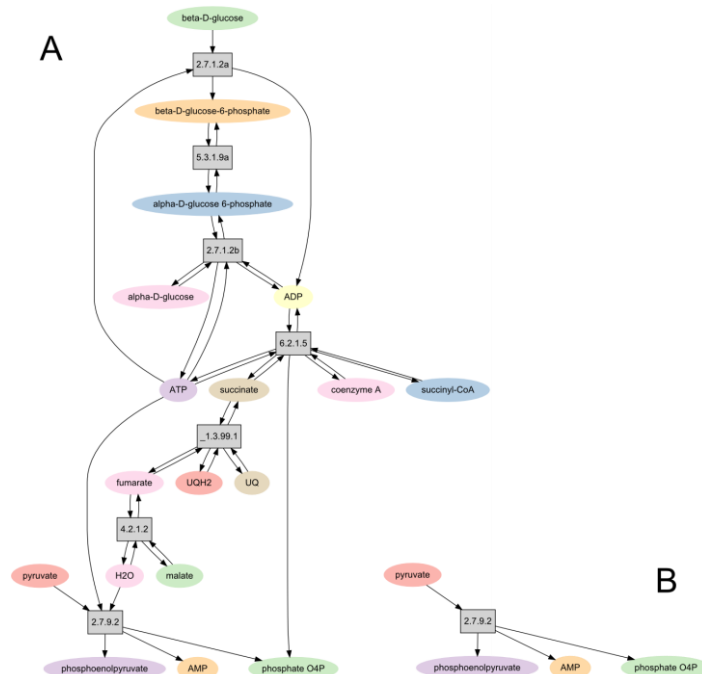 beta-D-glucose
A
2.7.1.2a
beta-D-glucose-6-phosphate
5.3.1.9a
alpha-D-glucose 6-phosphate
2.7.1.2b
alpha-D-glucose
ADP
6.2.1.5
ATP
succinate
coenzyme A
succinyl-CoA
_1.3.99.1
fumarate
UQH2
UQ
4.2.1.2
pyruvate
H2O
malate
pyruvate
B
2.7.9.2
2.7.9.2
phosphoenolpyruvate
AMP
phosphate O4P
phosphoenolpyruvate
AMP
phosphate O4P